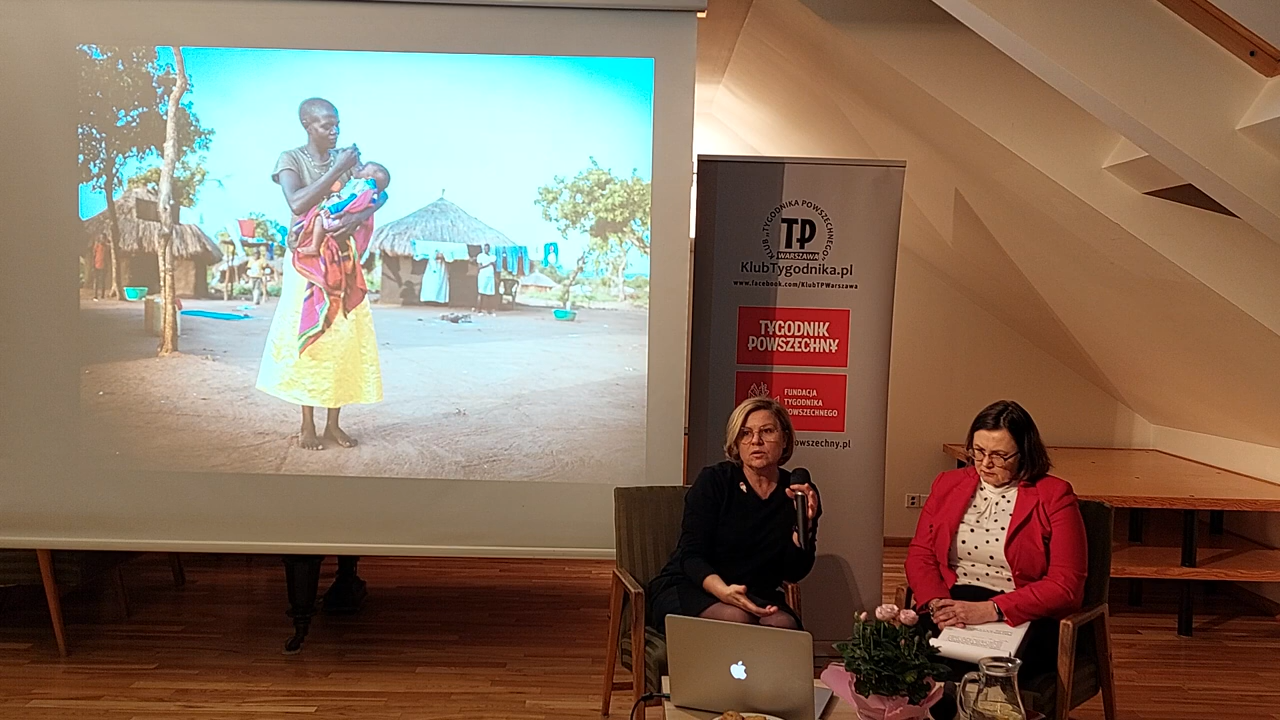 KLUB „TYGODNIKA POWSZECHNEGO”
TP
WARSZAWA
KlubTygodnika.pl
www.facebook.com/KlubTPWarszawa
TYGODNIK
POWSZECHNY
FUNDACJA
TYGODNIKA
POWSZECHNEGO
powszechny.pl